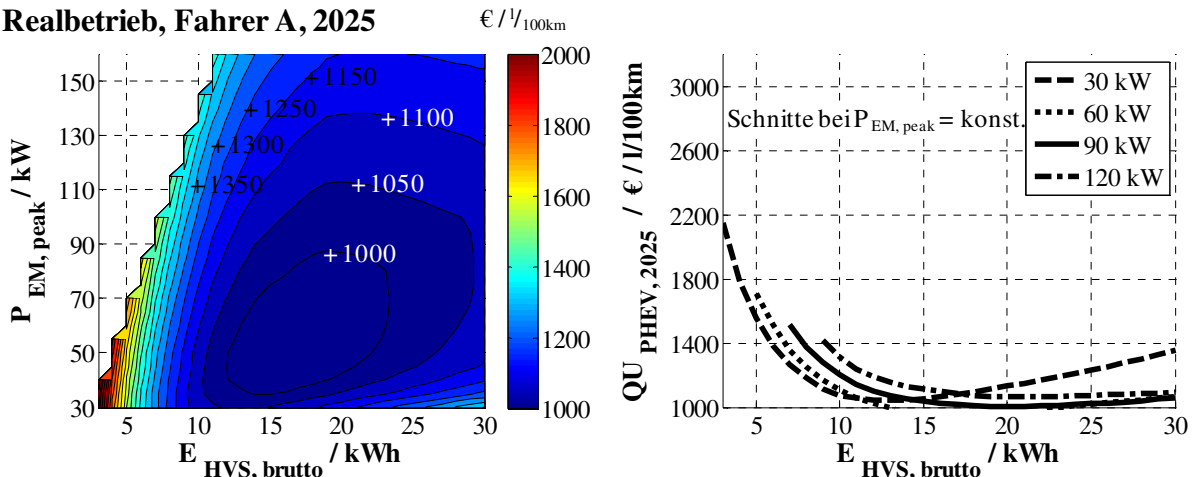 Realbetrieb, Fahrer A, 2025
€ / l/100km
150
130
110
90
70
50
30
P EM, peak / kW
+1150
+1250
+1100
+1300
+1350
+1050
+1000
5 10 15 20 25 30
E HVS, brutto / kWh
2000
1800
1600
1400
1200
1000
QU PHEV, 2025 / € / l/100km
3000
2600
2200
1800
1400
1000
Schnitte bei P EM, peak = konst.
30 kW
60 kW
90 kW
120 kW
5 10 15 20 25 30
E HVS, brutto / kWh